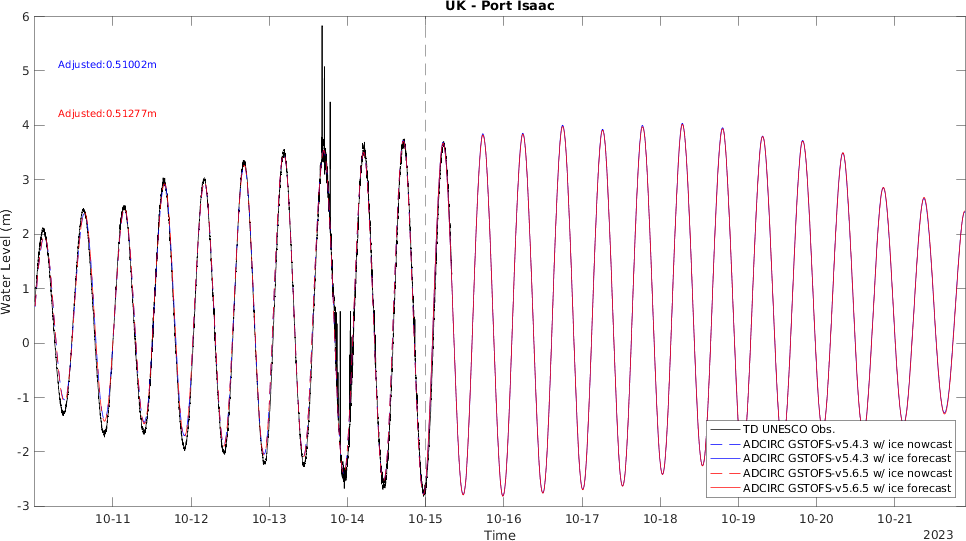 UK - Port Isaac
6
5
4
3
2
1
0
-1
-2
-3
Water Level (m)
Adjusted:0.51002m
Adjusted:0.51277m
TD UNESCO Obs.
ADCIRC GSTOFS-v5.4.3 w/ ice nowcast
ADCIRC GSTOFS-v5.4.3 w/ ice forecast
ADCIRC GSTOFS-v5.6.5 w/ ice nowcast
ADCIRC GSTOFS-v5.6.5 w/ ice forecast
10-11 10-12 10-13 10-14 10-15 10-16 10-17 10-18 10-19 10-20 10-21
Time
2023